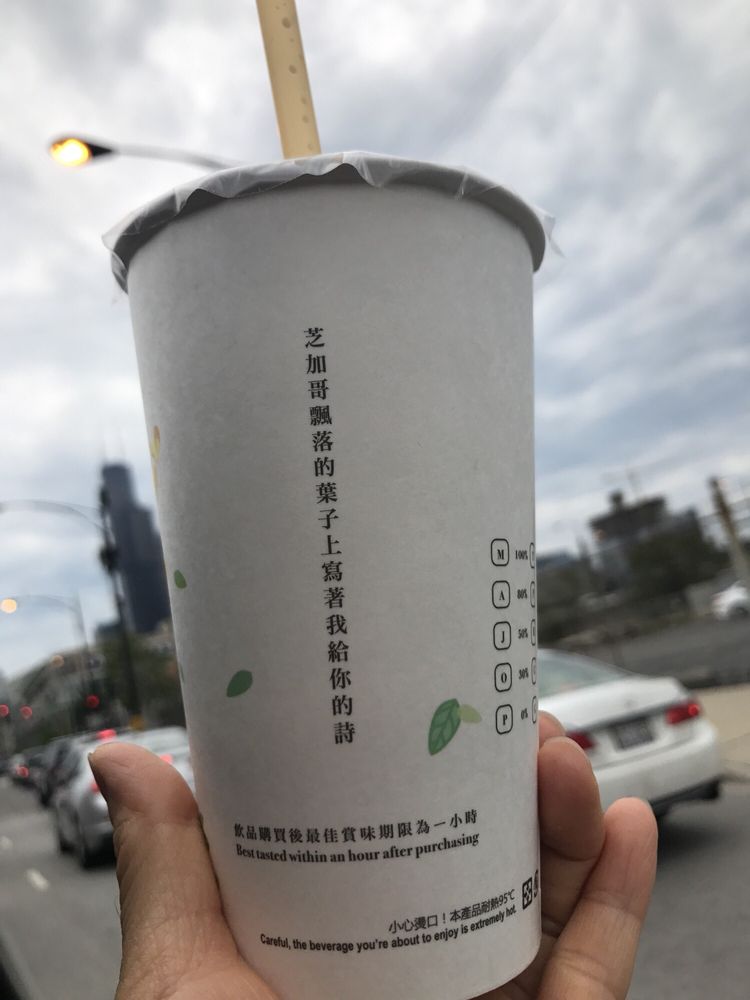 芝加哥飄落的葉子上寫著我給你的詩
M 100%
A 80%
J 50%
O 30%
P 0%
飲品購買後最佳賞味期限為一小時
Best tasted within an hour after purchasing
小心燙口！本產品耐熱95℃
Careful, the beverage you're about to enjoy is extremely hot.